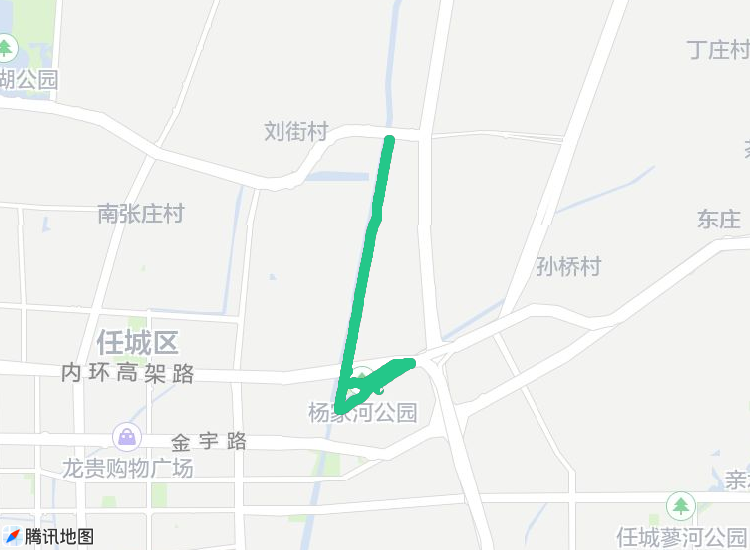 丁庄村
湖公园
刘街村
南张庄村
东庄
孙桥村
任城区
内环高架路
杨家河公园
金宇路
龙贵购物广场
任城蓼河公园
腾讯地图